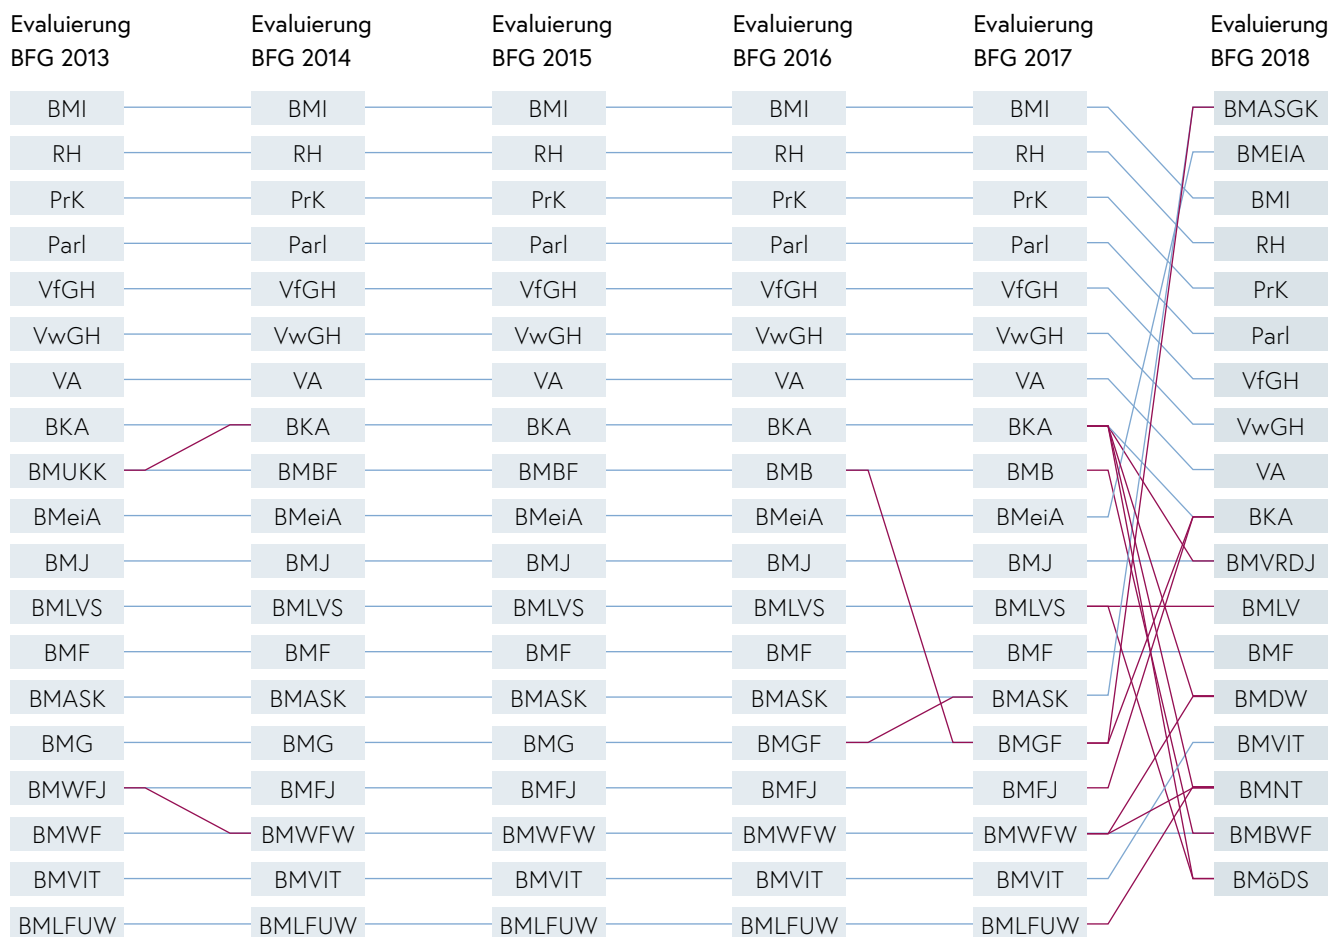 Evaluierung
BFG 2013
Evaluierung
BFG 2014
Evaluierung
BFG 2015
Evaluierung
BFG 2016
Evaluierung
BFG 2017
Evaluierung
BFG 2018
BMI BMI BMI BMI BMI BMASGK
RH RH RH RH RH BMEIA
PrK PrK PrK PrK PrK BMI
Parl Parl Parl Parl Parl RH
VfGH VfGH VfGH VfGH VfGH PrK
VwGH VwGH VwGH VwGH VwGH Parl
VA VA VA VA VA VfGH
BKA BKA BKA BKA BKA VwGH
BMUKK BMBF BMBF BMB BMB VA
BMeiA BMeiA BMeiA BMeiA BMeiA BKA
BMJ BMJ BMJ BMJ BMJ BMVRDJ
BMLVS BMLVS BMLVS BMLVS BMLVS BMLV
BMF BMF BMF BMF BMF BMF
BMASK BMASK BMASK BMASK BMASK BMDW
BMG BMG BMG BMGF BMGF BMVIT
BMWFJ BMFJ BMFJ BMFJ BMFJ BMNT
BMWF BMWFW BMWFW BMWFW BMWFW BMBWF
BMVIT BMVIT BMVIT BMVIT BMVIT BMöDS
BMLFUW BMLFUW BMLFUW BMLFUW BMLFUW